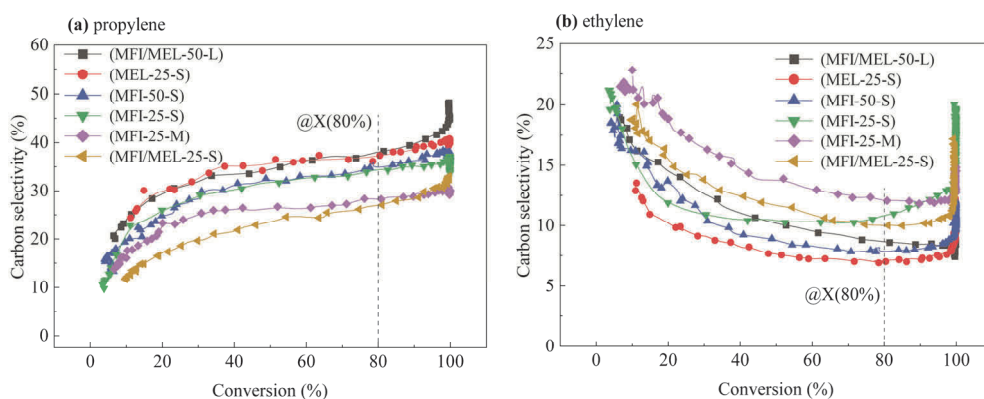 (a) propylene
60
50
40
30
20
10
0
Carbon selectivity (%)
(MFI/MEL-50-L)
(MEL-25-S)
(MFI-50-S)
(MFI-25-S)
(MFI-25-M)
(MFI/MEL-25-S)
@X(80%)
0 20 40 60 80 100
Conversion (%)
(b) ethylene
25
20
15
10
5
0
Carbon selectivity (%)
(MFI/MEL-50-L)
(MEL-25-S)
(MFI-50-S)
(MFI-25-S)
(MFI-25-M)
(MFI/MEL-25-S)
@X(80%)
0 20 40 60 80 100
Conversion (%)